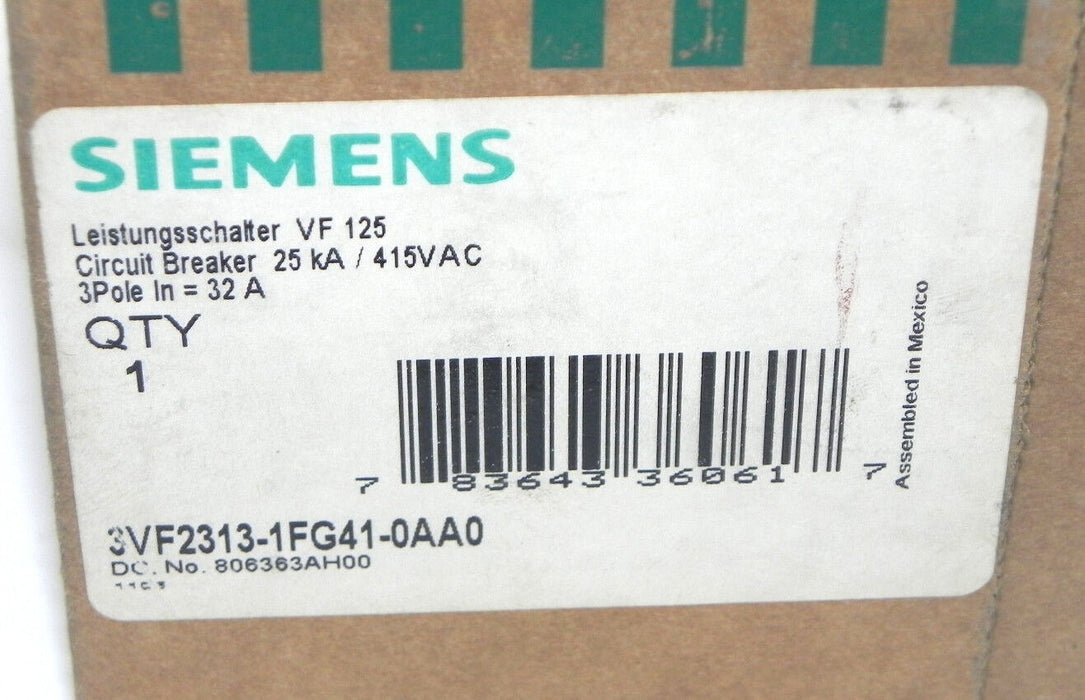 SIEMENS
Leistungsschalter VF 125
Circuit Breaker 25 kA / 415VAC
3Pole In = 32 A
QTY
1
7 83643 36061 7
Assembled in Mexico
3VF2313-1FG41-0AA0
DC. No. 806363AH00